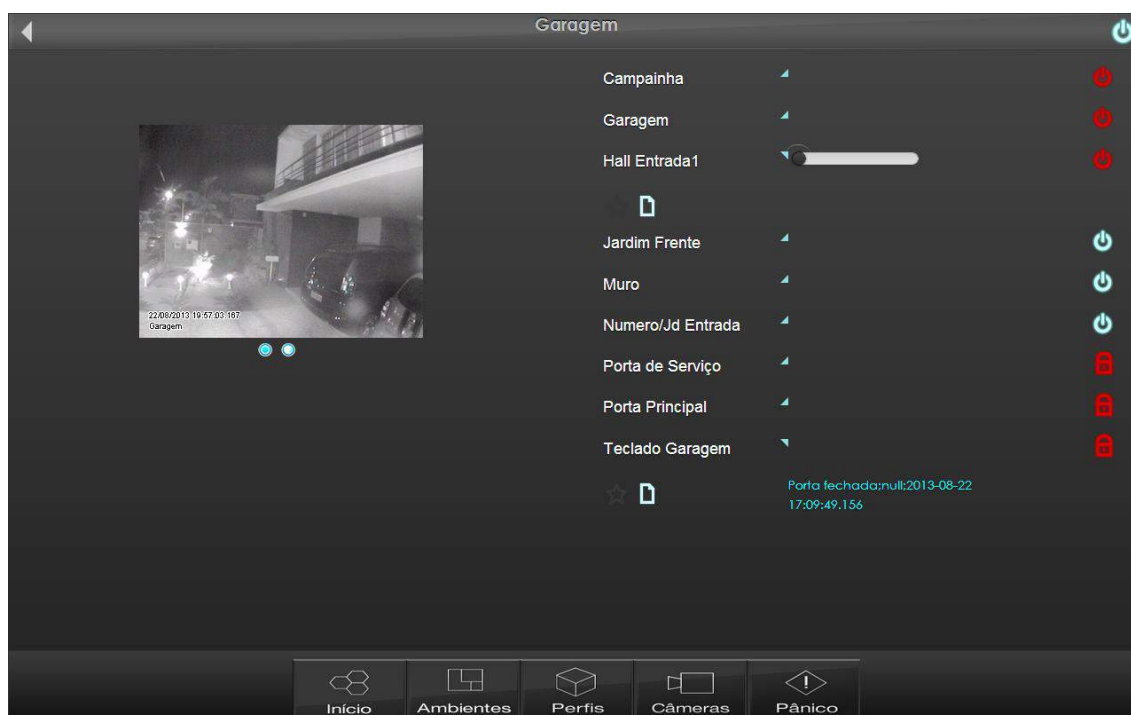 Garagem
Campainha
Garagem
Hall Entrada1
Jardim Frente
Muro
Numero/Jd Entrada
Porta de Serviço
Porta Principal
Teclado Garagem
Porta fechada;null;2013-08-22
17:09:49.156
22/08/2013 19:57:03.167
Garagem
Início
Ambientes
Perfis
Câmeras
Pânico